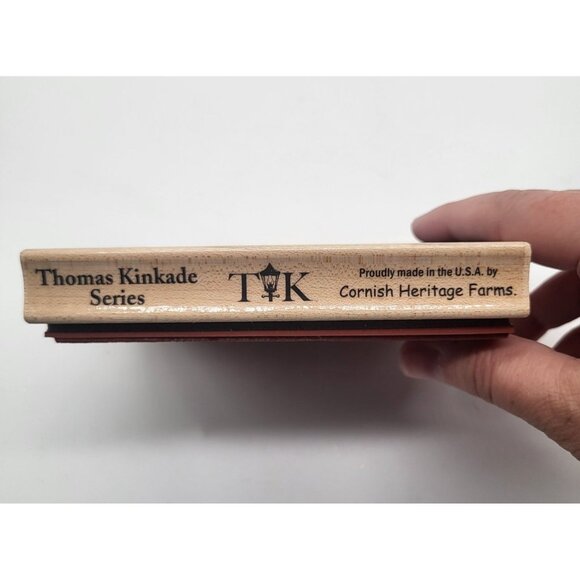 Thomas Kinkade
Series
TK
Proudly made in the U.S.A. by
Cornish Heritage Farms.